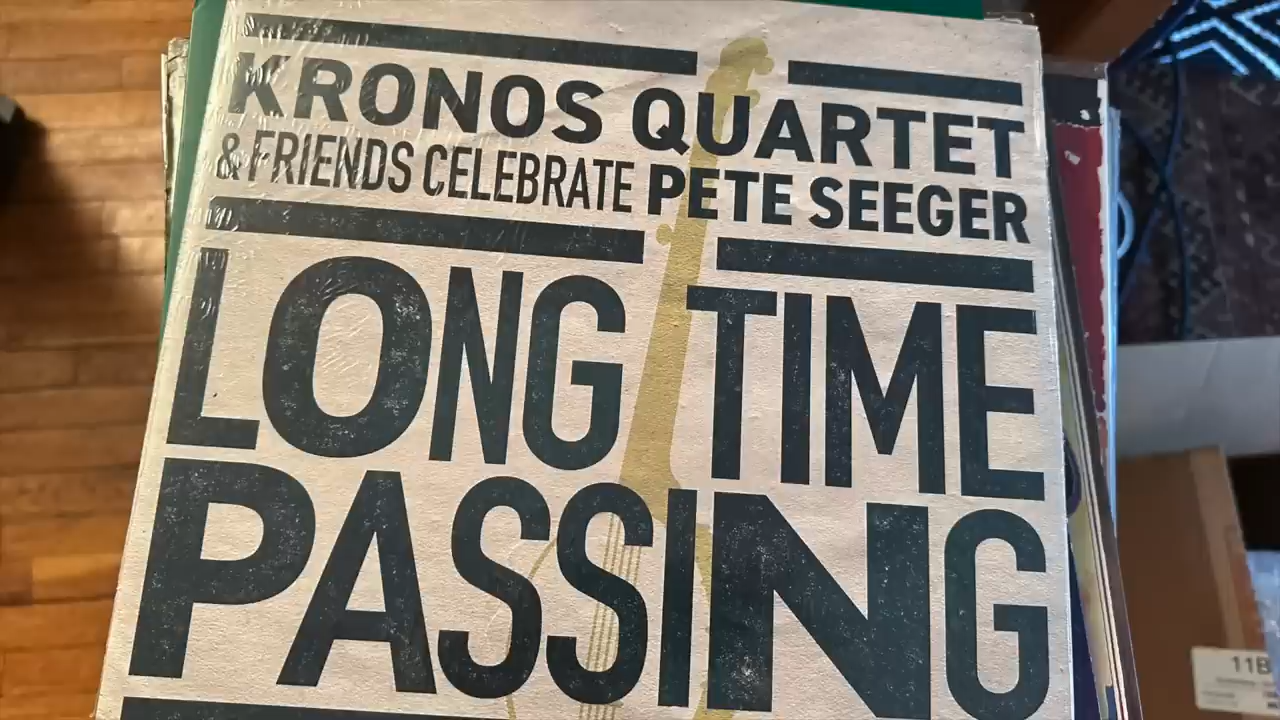 KRONOS QUARTET
& FRIENDS CELEBRATE PETE SEEGER
LONG TIME
PASSING
11B